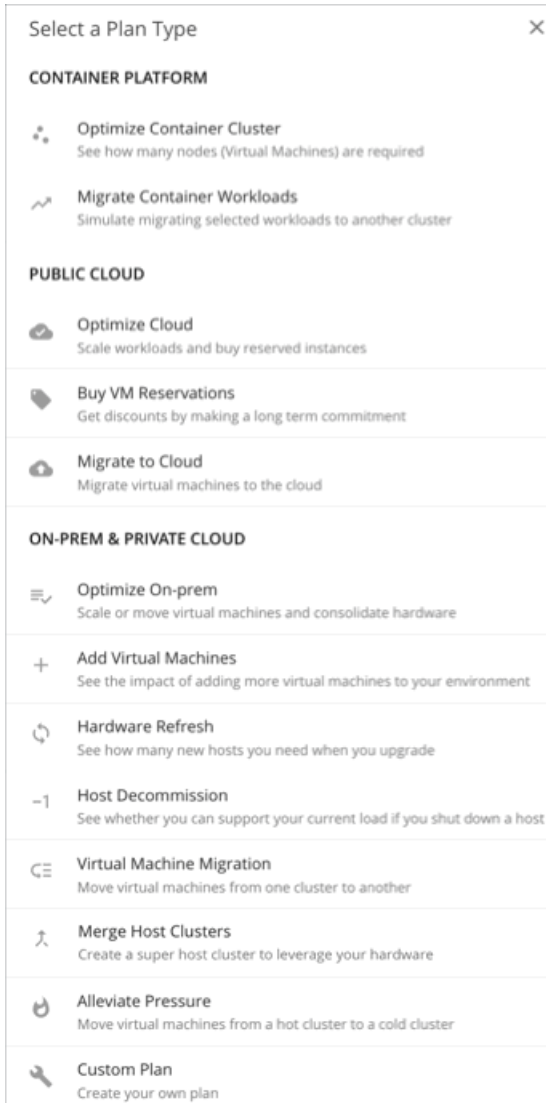 Select a Plan Type
CONTAINER PLATFORM
Optimize Container Cluster
See how many nodes (Virtual Machines) are required
Migrate Container Workloads
Simulate migrating selected workloads to another cluster
PUBLIC CLOUD
Optimize Cloud
Scale workloads and buy reserved instances
Buy VM Reservations
Get discounts by making a long term commitment
Migrate to Cloud
Migrate virtual machines to the cloud
ON-PREM & PRIVATE CLOUD
Optimize On-prem
Scale or move virtual machines and consolidate hardware
Add Virtual Machines
See the impact of adding more virtual machines to your environment
Hardware Refresh
See how many new hosts you need when you upgrade
-1 Host Decommission
See whether you can support your current load if you shut down a host
Virtual Machine Migration
Move virtual machines from one cluster to another
Merge Host Clusters
Create a super host cluster to leverage your hardware
Alleviate Pressure
Move virtual machines from a hot cluster to a cold cluster
Custom Plan
Create your own plan